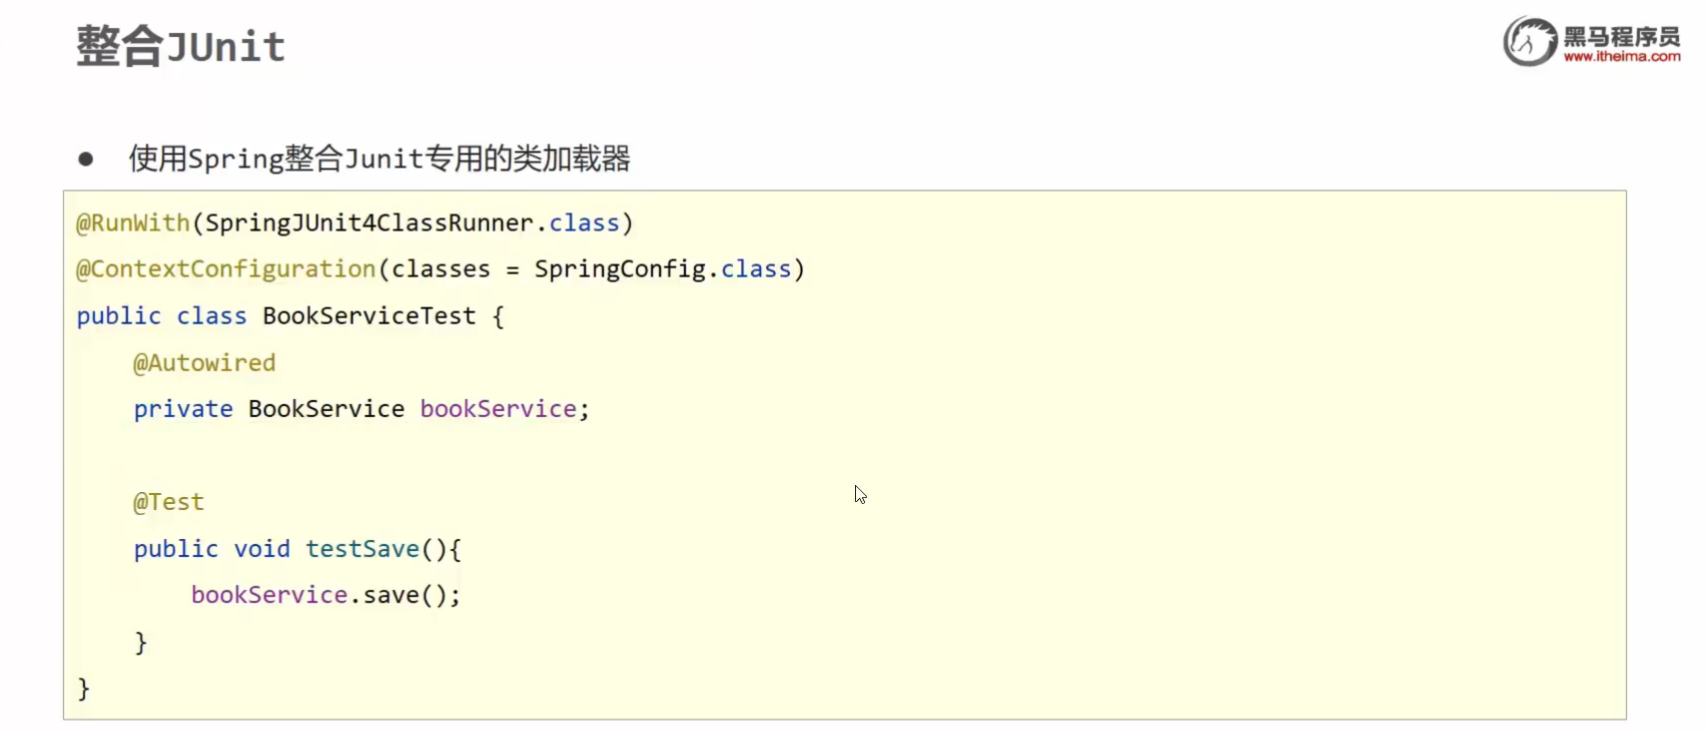 整合JUnit
黑马程序员
www.itheima.com
● 使用Spring整合Junit专用的类加载器
@RunWith(SpringJUnit4ClassRunner.class)
@ContextConfiguration(classes = SpringConfig.class)
public class BookServiceTest {
    @Autowired
    private BookService bookService;
    @Test
    public void testSave(){
        bookService.save();
    }
}